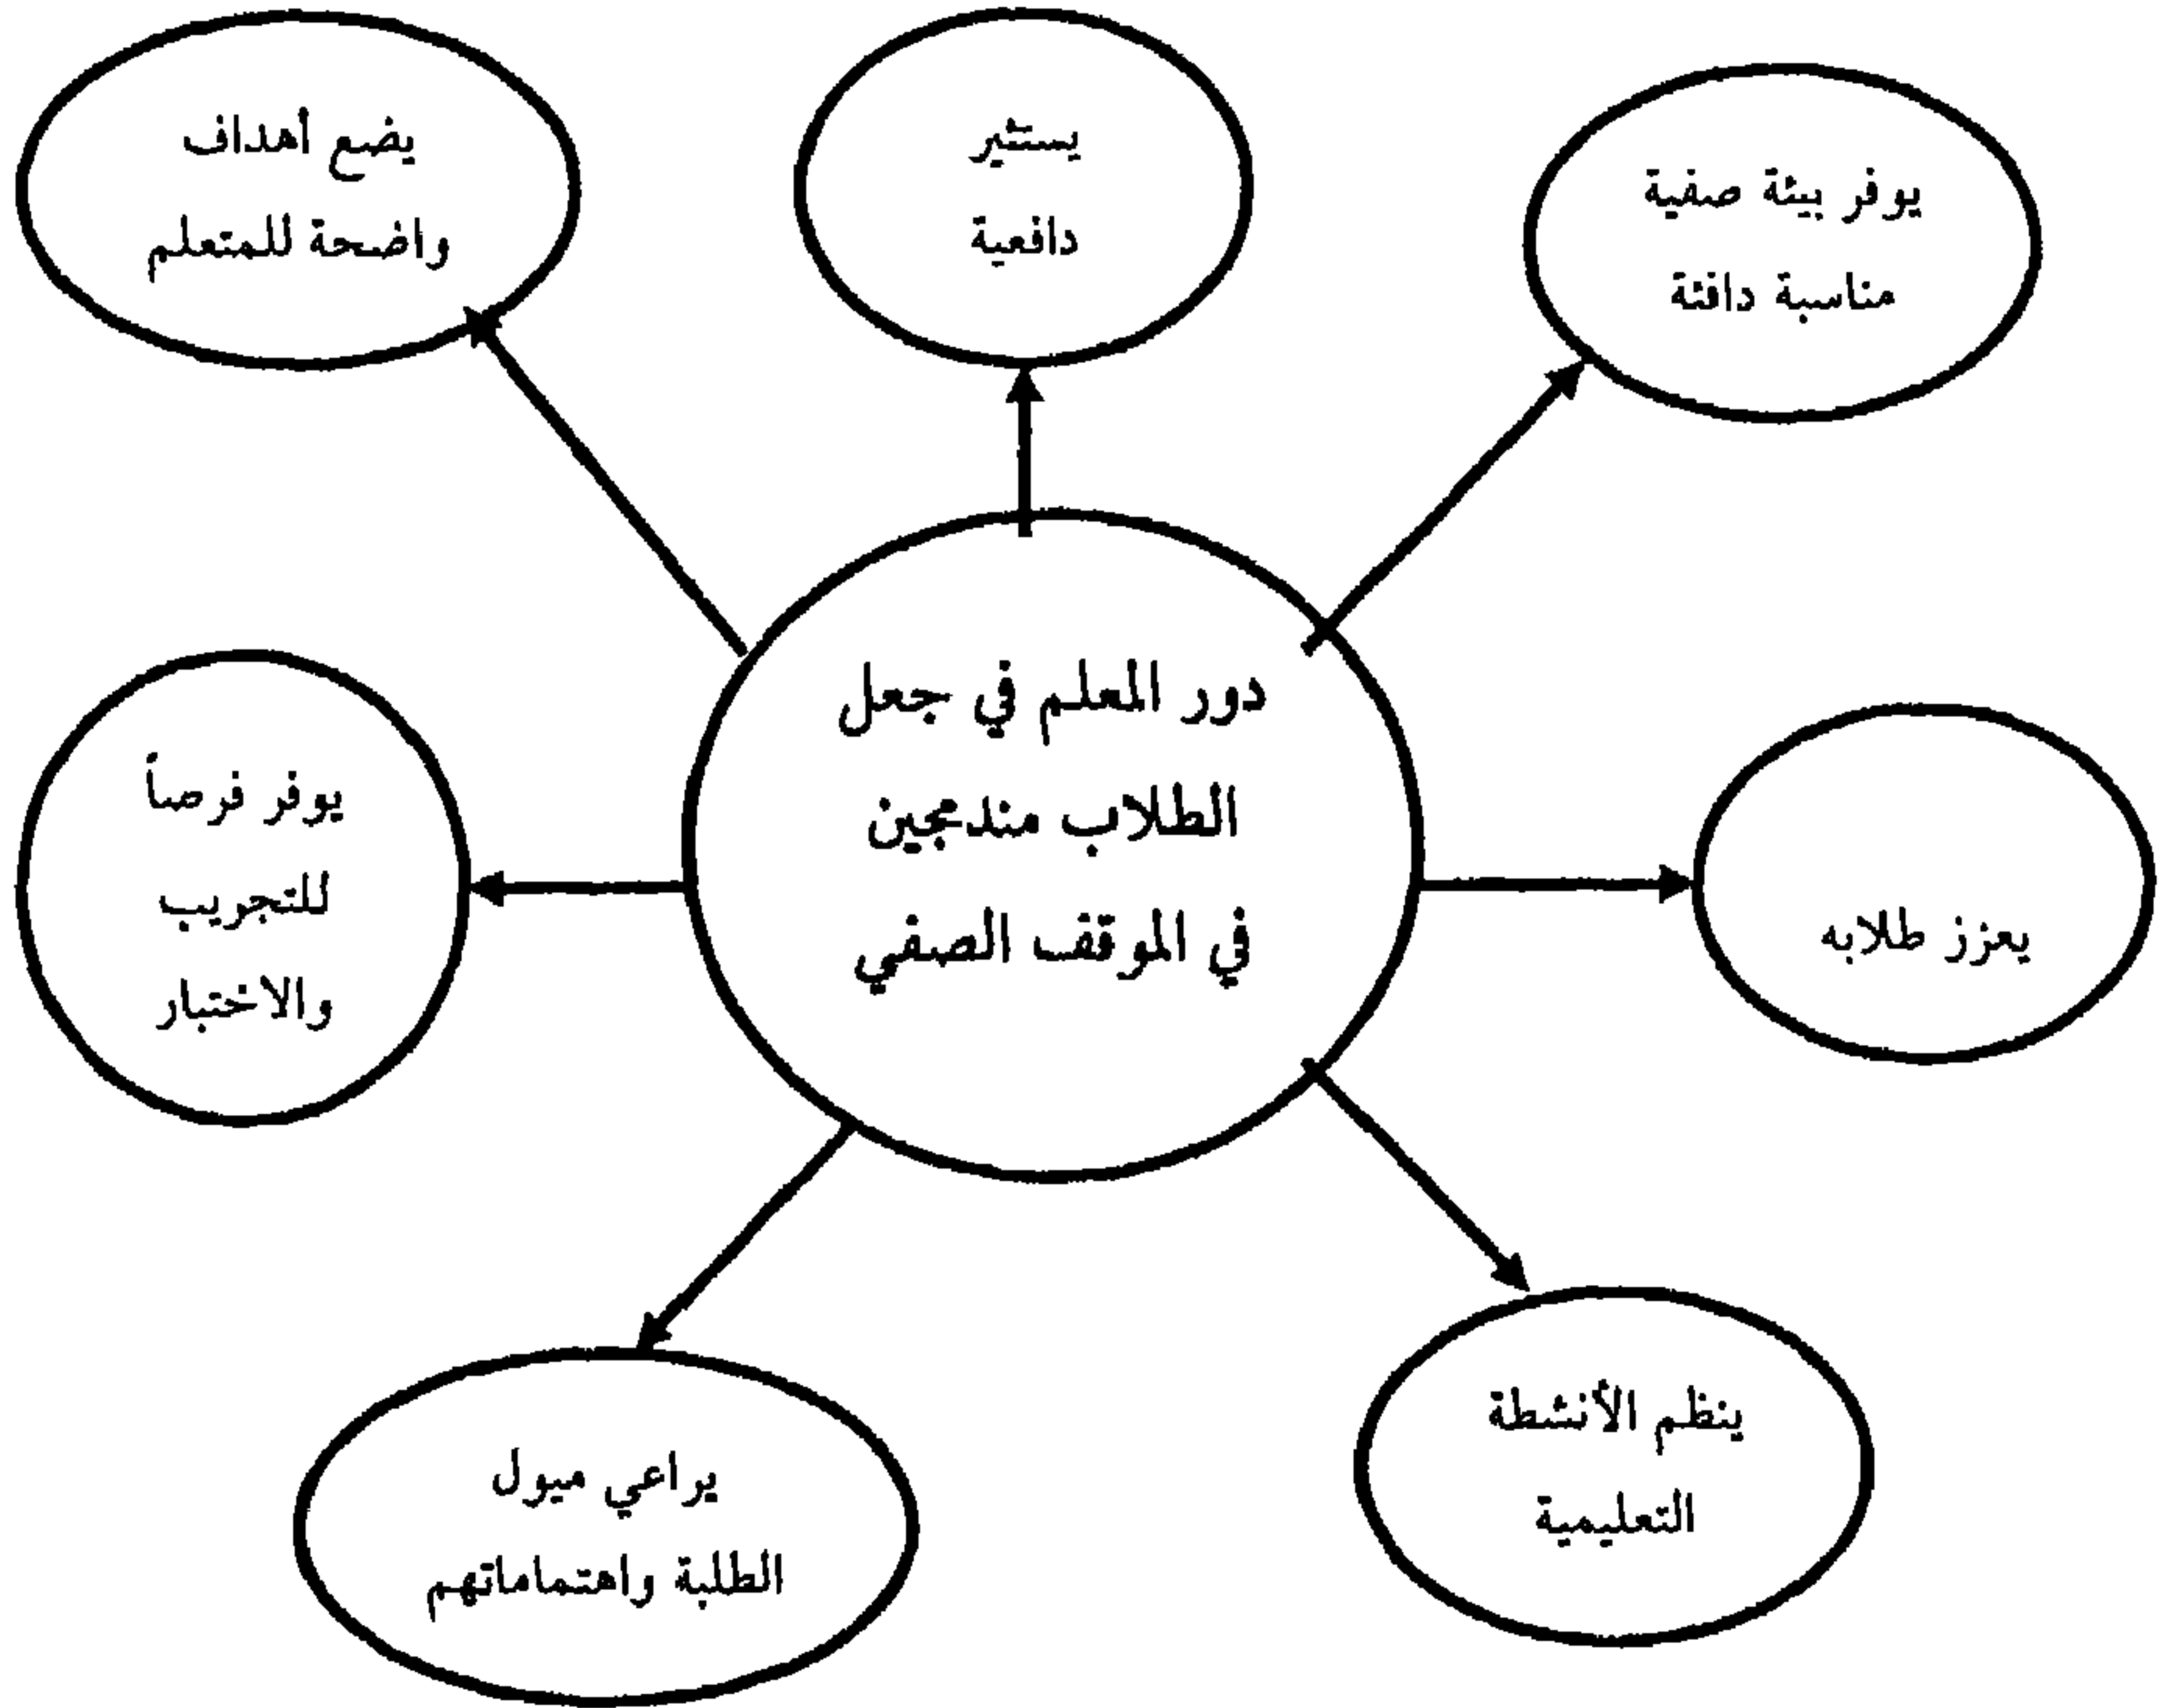 يوفر بيئة صفية
مناسبة دافئة
يستثير
دافعية
يضع أهداف
واضحة للمتعلم
دور المعلم في جعل
الطلاب مندمجين
في الموقف الصفي
يعزز طلابه
يوفر فرصاً
للتجريب
والاختبار
ينظم الأنشطة
التعليمية
يراعي ميول
الطلبة واهتماماتهم